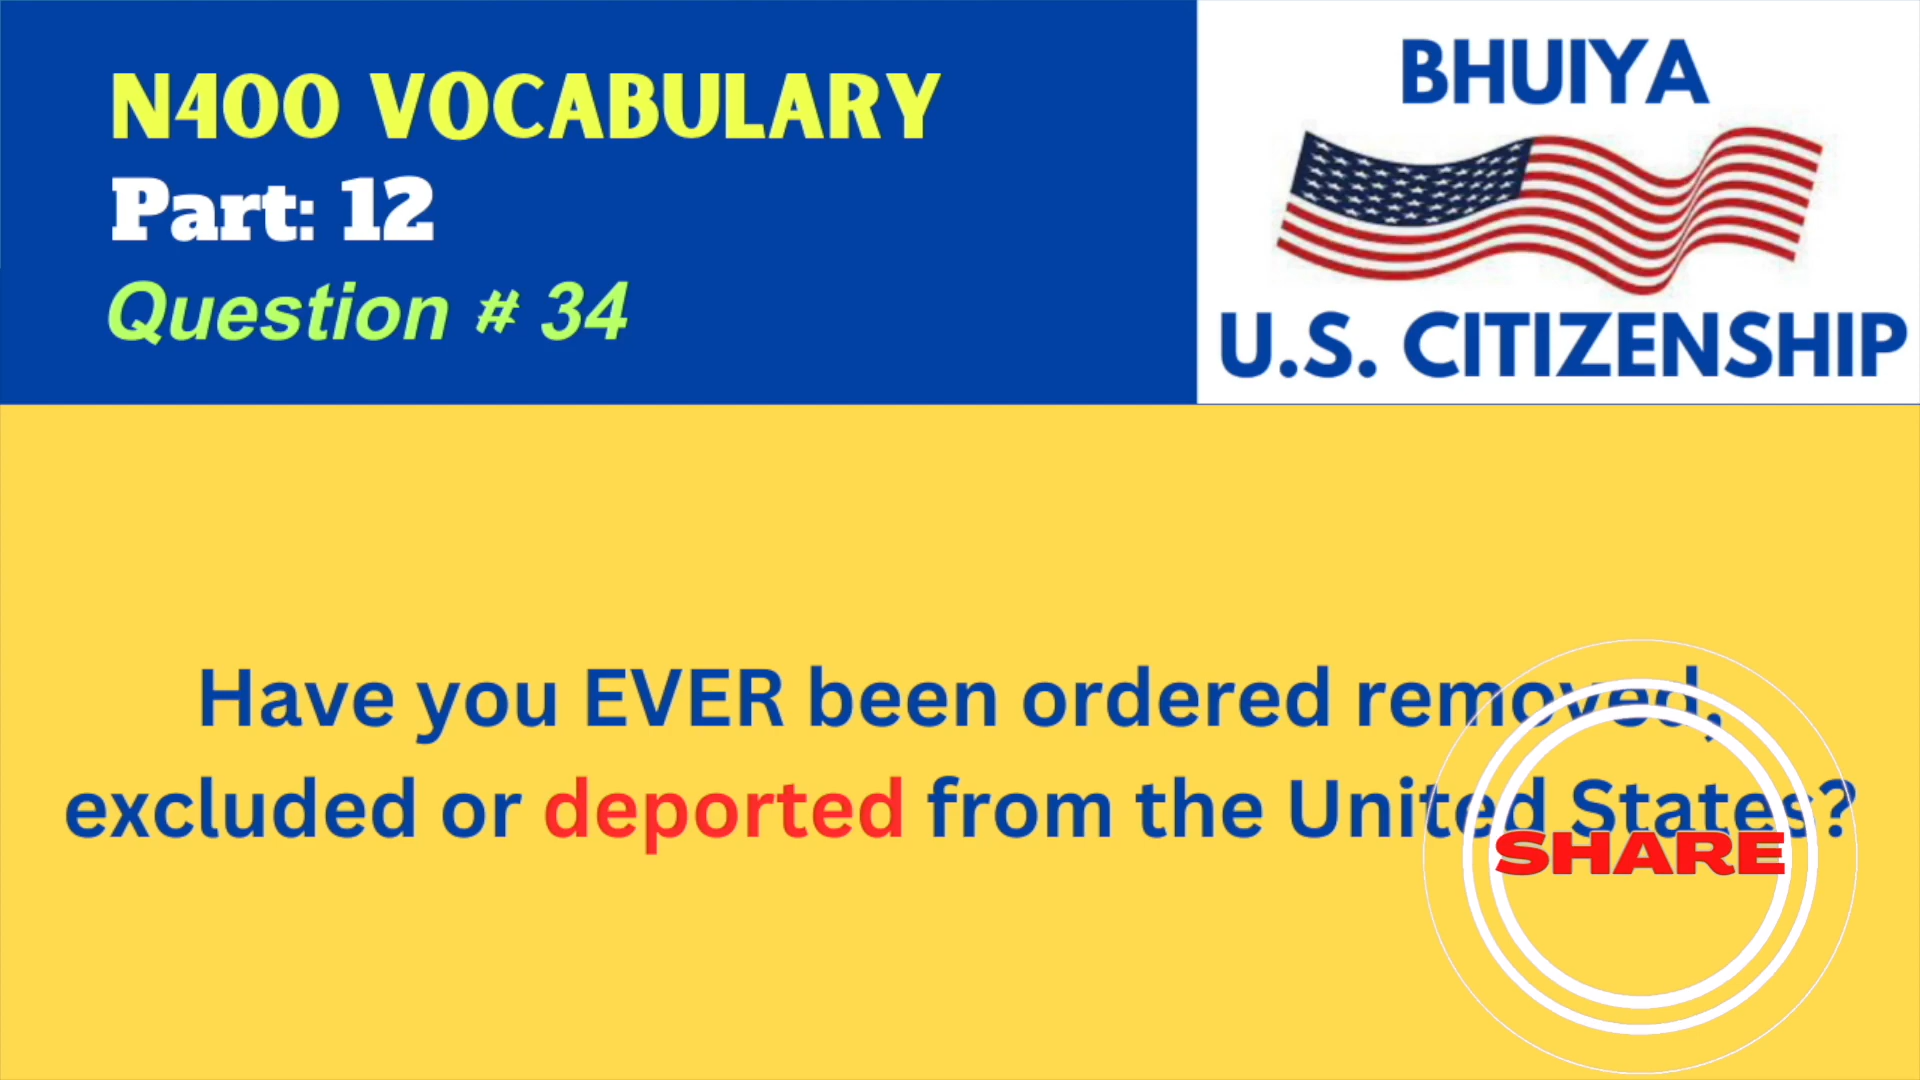 N400 VOCABULARY
Part: 12
Question # 34
BHUIYA
U.S. CITIZENSHIP
Have you EVER been ordered removed,
excluded or deported from the United States?
SHARE